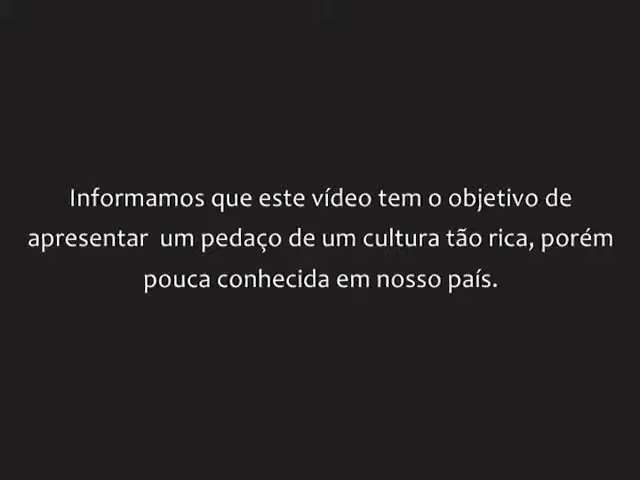 Informamos que este vídeo tem o objetivo de
apresentar  um pedaço de um cultura tão rica, porém
pouca conhecida em nosso país.